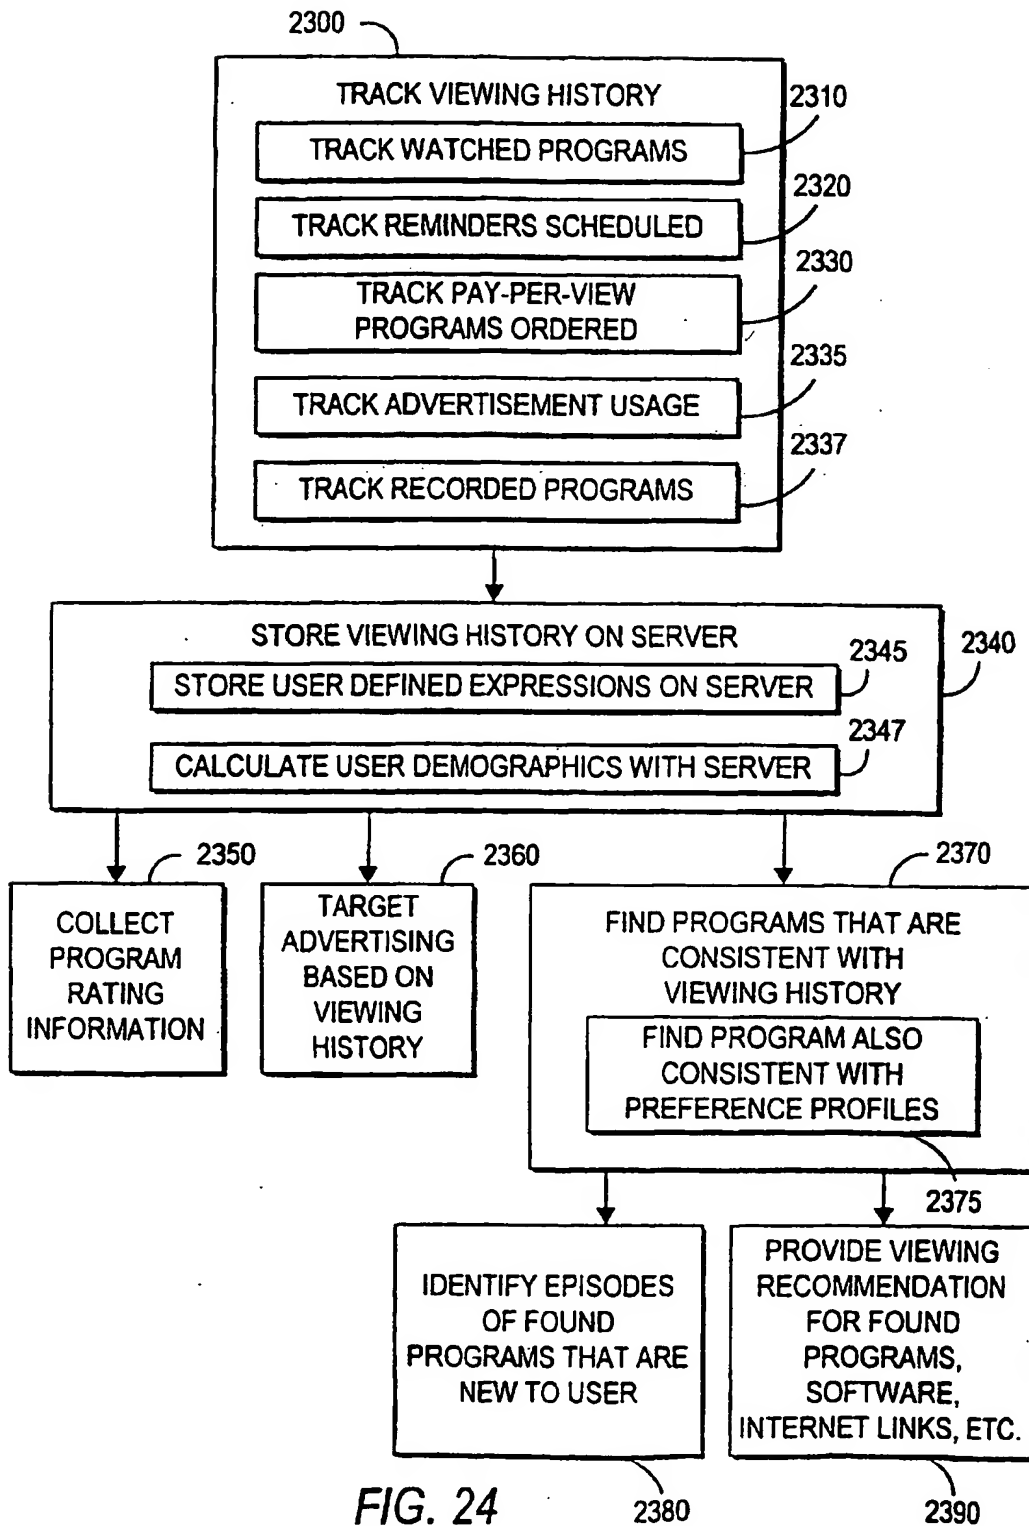 2300
TRACK VIEWING HISTORY
2310
TRACK WATCHED PROGRAMS
2320
TRACK REMINDERS SCHEDULED
2330
TRACK PAY-PER-VIEW
PROGRAMS ORDERED
2335
TRACK ADVERTISEMENT USAGE
2337
TRACK RECORDED PROGRAMS
STORE VIEWING HISTORY ON SERVER
2340
2345
STORE USER DEFINED EXPRESSIONS ON SERVER
2347
CALCULATE USER DEMOGRAPHICS WITH SERVER
2350
COLLECT
PROGRAM
RATING
INFORMATION
2360
TARGET
ADVERTISING
BASED ON
VIEWING
HISTORY
2370
FIND PROGRAMS THAT ARE
CONSISTENT WITH
VIEWING HISTORY
FIND PROGRAM ALSO
CONSISTENT WITH
PREFERENCE PROFILES
2375
IDENTIFY EPISODES
OF FOUND
PROGRAMS THAT ARE
NEW TO USER
2380
PROVIDE VIEWING
RECOMMENDATION
FOR FOUND
PROGRAMS,
SOFTWARE,
INTERNET LINKS, ETC.
2390
FIG. 24